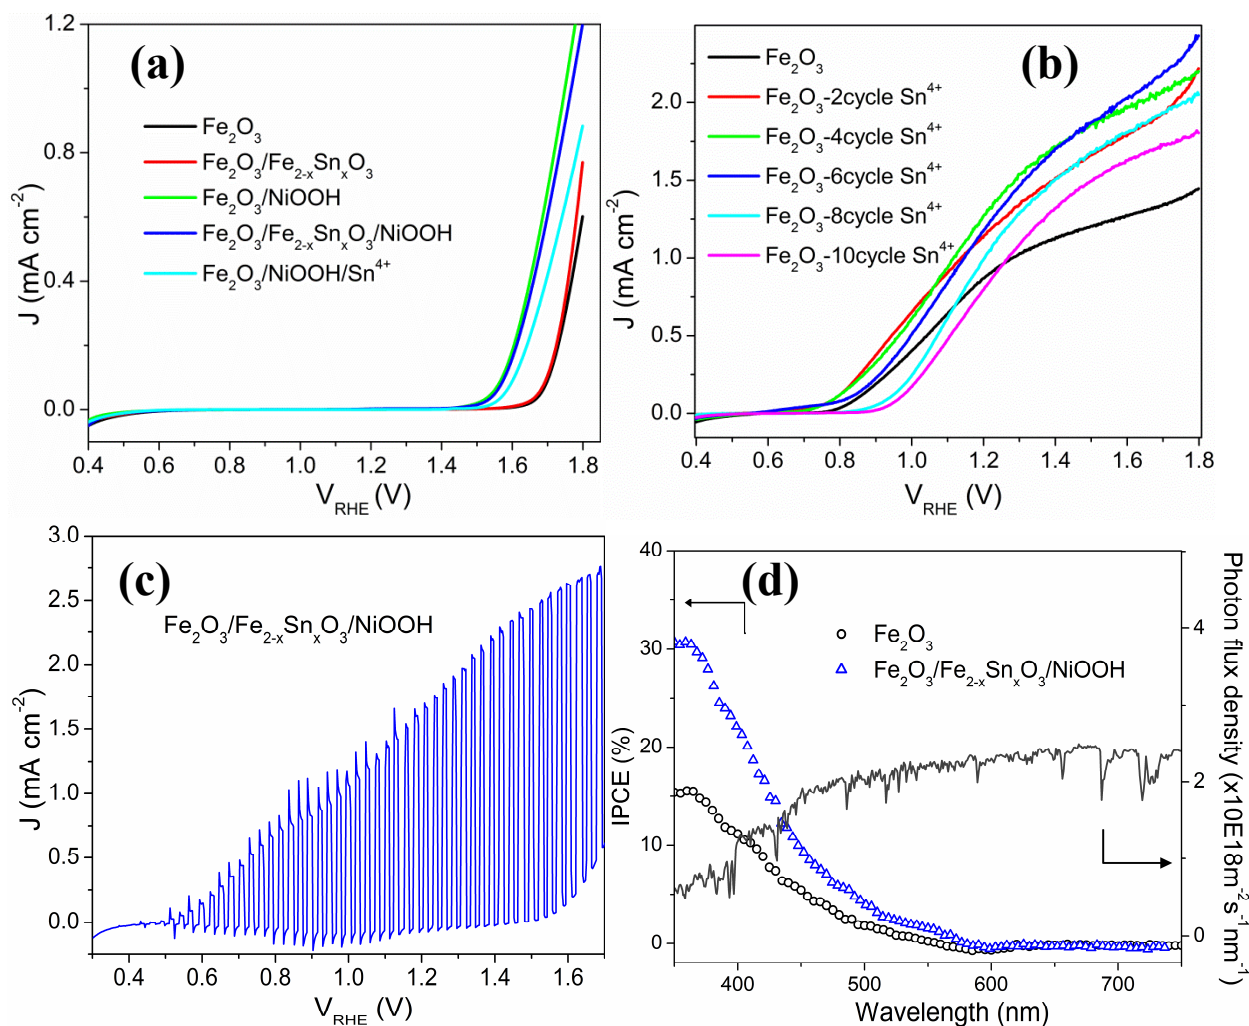 (a)
1.2
0.8
0.4
0.0
J (mA cm⁻²)
Fe₂O₃
Fe₂O₃/Fe₂₋ₓSnₓO₃
Fe₂O₃/NiOOH
Fe₂O₃/Fe₂₋ₓSnₓO₃/NiOOH
Fe₂O₃/NiOOH/Sn⁴⁺
0.4 0.6 0.8 1.0 1.2 1.4 1.6 1.8
V_RHE (V)
(b)
2.0
1.5
1.0
0.5
0.0
J (mA cm⁻²)
Fe₂O₃
Fe₂O₃-2cycle Sn⁴⁺
Fe₂O₃-4cycle Sn⁴⁺
Fe₂O₃-6cycle Sn⁴⁺
Fe₂O₃-8cycle Sn⁴⁺
Fe₂O₃-10cycle Sn⁴⁺
0.4 0.6 0.8 1.0 1.2 1.4 1.6 1.8
V_RHE (V)
(c)
3.0
2.5
2.0
1.5
1.0
0.5
0.0
J (mA cm⁻²)
Fe₂O₃/Fe₂₋ₓSnₓO₃/NiOOH
0.4 0.6 0.8 1.0 1.2 1.4 1.6
V_RHE (V)
(d)
40
30
20
10
0
IPCE (%)
Fe₂O₃
Fe₂O₃/Fe₂₋ₓSnₓO₃/NiOOH
4
2
0
Photon flux density (x10E18m⁻²s⁻¹nm⁻¹)
400 500 600 700
Wavelength (nm)